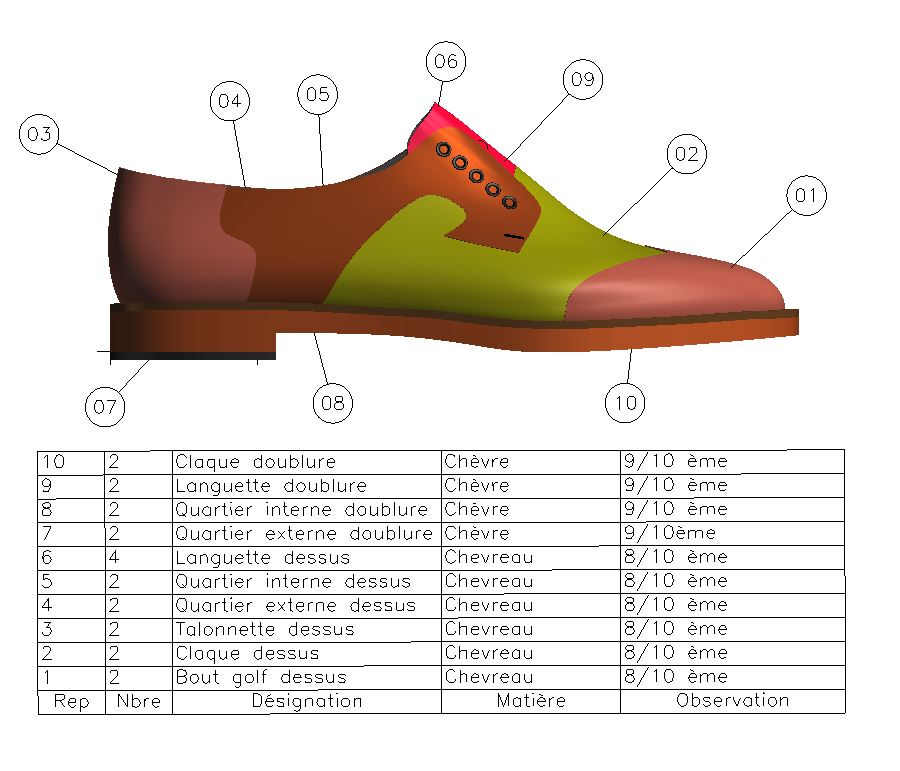 06
09
05
04
03
02
01
07
08
10
10 2 Claque doublure Chèvre 9/10 ème
9 2 Languette doublure Chèvre 9/10 ème
8 2 Quartier interne doublure Chèvre 9/10 ème
7 2 Quartier externe doublure Chèvre 9/10ème
6 4 Languette dessus Chevreau 8/10 ème
5 2 Quartier interne dessus Chevreau 8/10 ème
4 2 Quartier externe dessus Chevreau 8/10 ème
3 2 Talonnette dessus Chevreau 8/10 ème
2 2 Claque dessus Chevreau 8/10 ème
1 2 Bout golf dessus Chevreau 8/10 ème
Rep Nbre Désignation Matière Observation